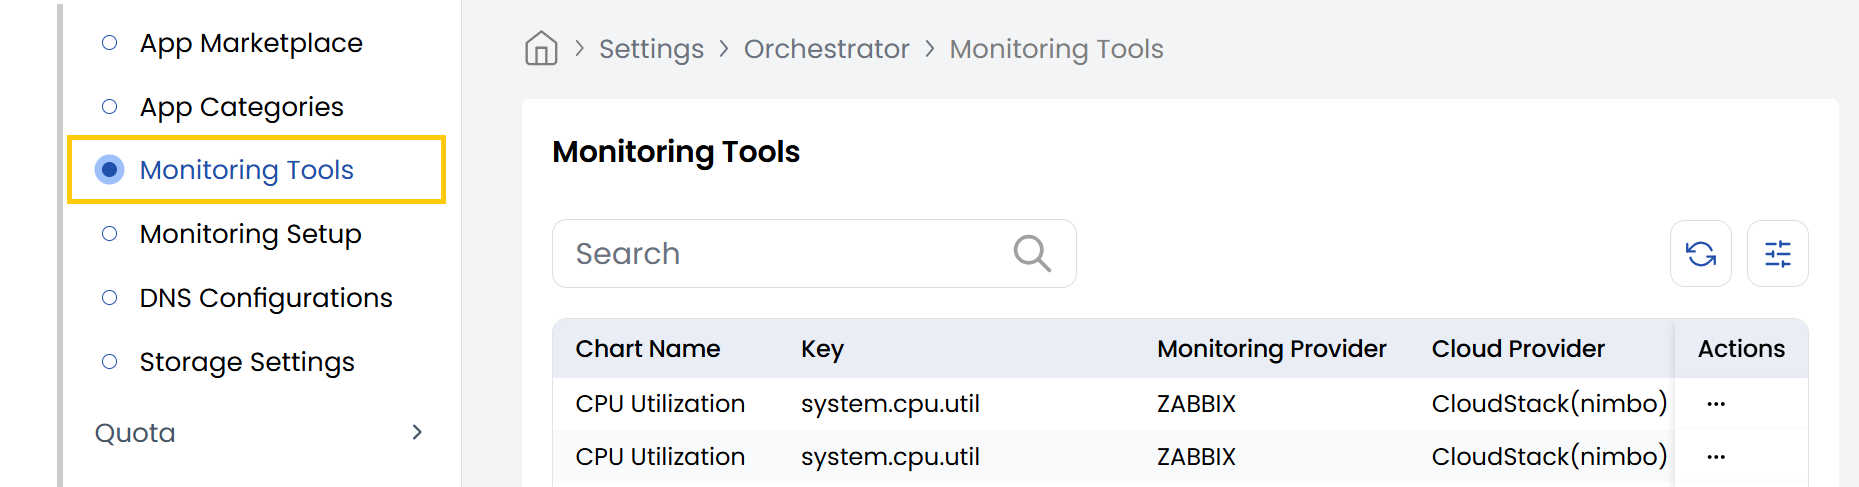 App Marketplace
App Categories
Monitoring Tools
Monitoring Setup
DNS Configurations
Storage Settings
Quota
Settings > Orchestrator > Monitoring Tools
Monitoring Tools
Search
Chart Name Key Monitoring Provider Cloud Provider Actions
CPU Utilization system.cpu.util ZABBIX CloudStack(nimbo) ...
CPU Utilization system.cpu.util ZABBIX CloudStack(nimbo) ...